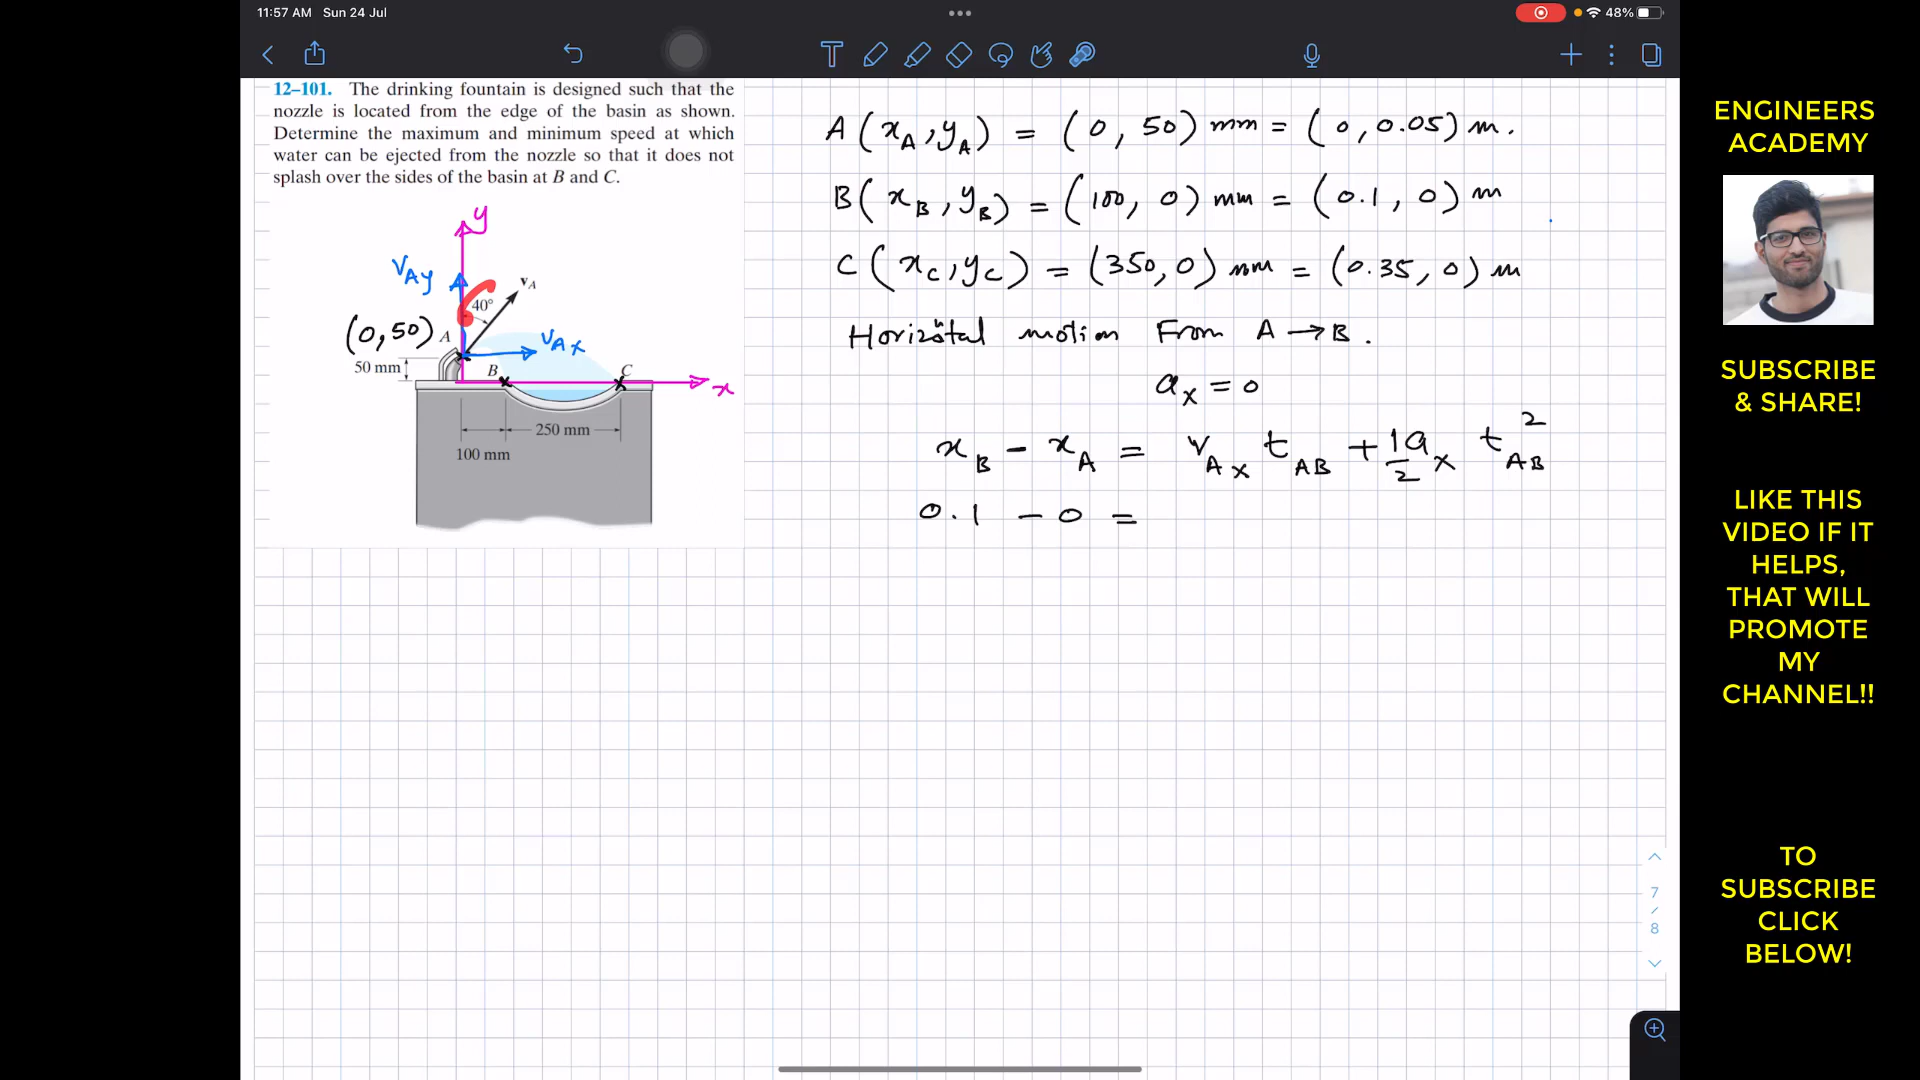 11:57 AM Sun 24 Jul
48%
12–101. The drinking fountain is designed such that the
nozzle is located from the edge of the basin as shown.
Determine the maximum and minimum speed at which
water can be ejected from the nozzle so that it does not
splash over the sides of the basin at B and C.
y
VAy
40°
vA
(0,50)
A
VAx
50 mm
B
C
x
250 mm
100 mm
A(xA,yA) = (0, 50) mm = (0, 0.05) m.
B(xB,yB) = (100, 0) mm = (0.1, 0) m
C(xC,yC) = (350,0) mm = (0.35, 0) m
Horizontal motion From A → B.
ax = 0
xB - xA = VAx tAB + 1/2 ax tAB²
0.1 - 0 =
7
/
8
ENGINEERS
ACADEMY
SUBSCRIBE
& SHARE!
LIKE THIS
VIDEO IF IT
HELPS,
THAT WILL
PROMOTE
MY
CHANNEL!!
TO
SUBSCRIBE
CLICK
BELOW!